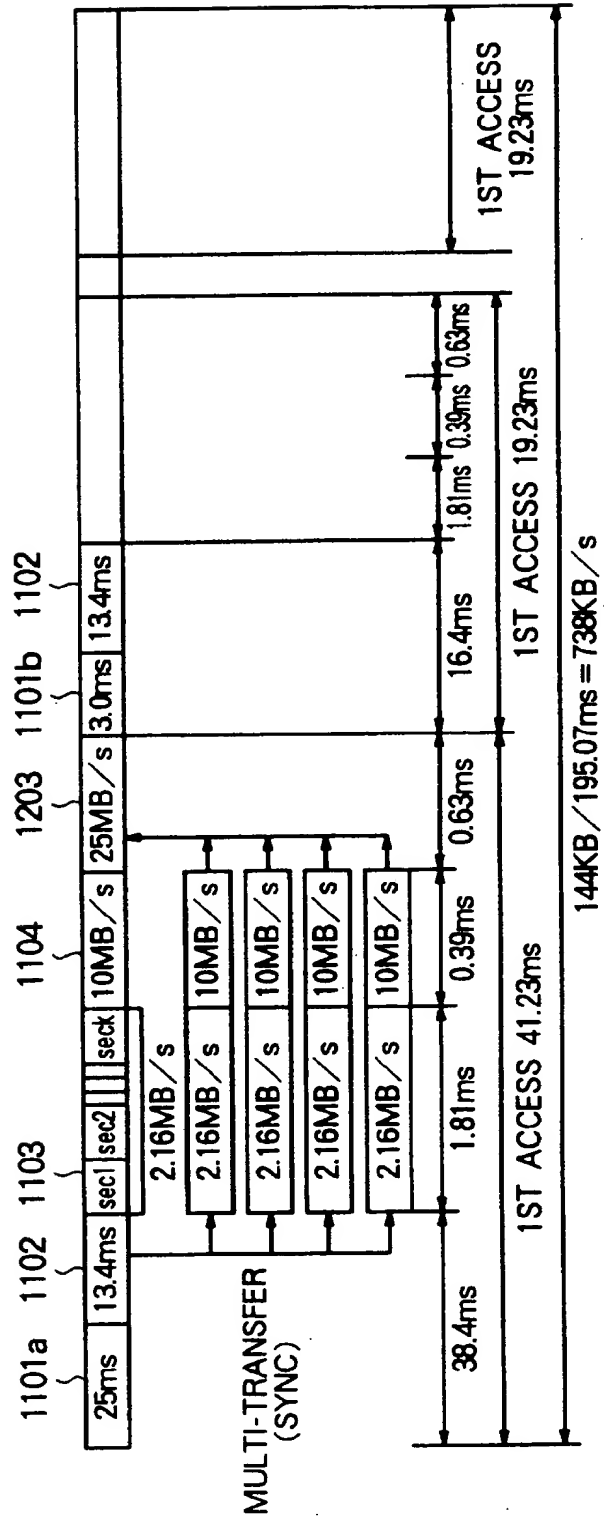 1101a 1102 1103 1104 1203 1101b 1102
25ms 13.4ms sec1 sec2 seck 10MB/s 25MB/s 3.0ms 13.4ms
2.16MB/s
MULTI-TRANSFER
(SYNC)
2.16MB/s 10MB/s
2.16MB/s 10MB/s
2.16MB/s 10MB/s
2.16MB/s 10MB/s
38.4ms 1.81ms 0.39ms 0.63ms 16.4ms 1.81ms 0.39ms 0.63ms
1ST ACCESS
19.23ms
1ST ACCESS 41.23ms 1ST ACCESS 19.23ms
144KB/195.07ms=738KB/s